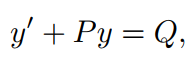 y′ + Py = Q,